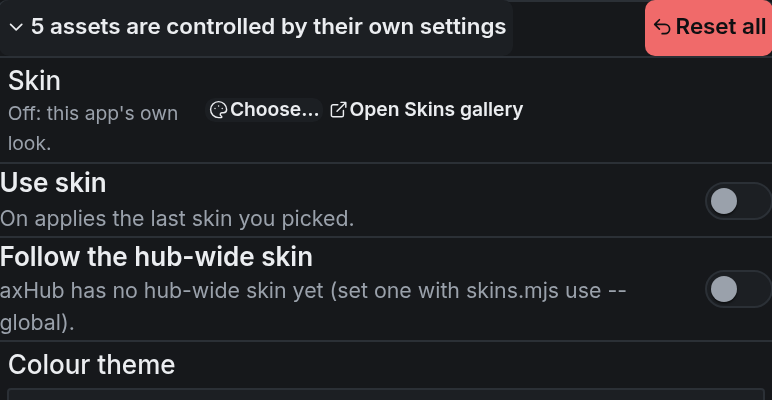 5 assets are controlled by their own settings
Reset all
Skin
Off: this app's own
look.
Choose...
Open Skins gallery
Use skin
On applies the last skin you picked.
Follow the hub-wide skin
axHub has no hub-wide skin yet (set one with skins.mjs use --
global).
Colour theme